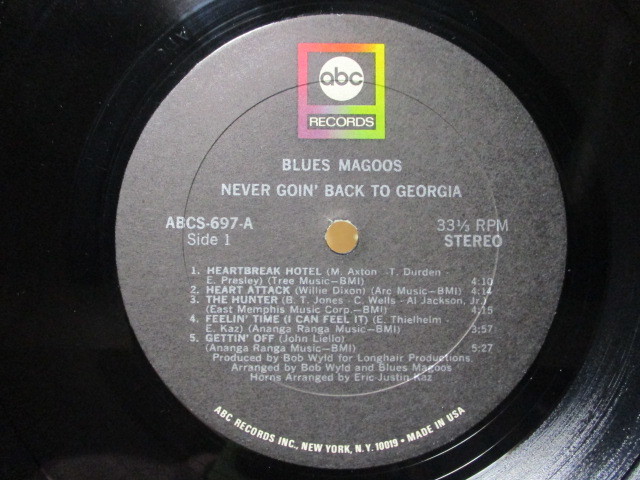 abc
RECORDS
BLUES MAGOOS
NEVER GOIN' BACK TO GEORGIA
ABCS-697-A
Side 1
33⅓ RPM
STEREO
1. HEARTBREAK HOTEL (M. Axton - T. Durden - E. Presley) (Tree Music—BMI) 4:10
2. HEART ATTACK (Willie Dixon) (Arc Music—BMI) 4:14
3. THE HUNTER (B. T. Jones - C. Wells - Al Jackson, Jr.)
(East Memphis Music Corp.—BMI) 4:15
4. FEELIN' TIME (I CAN FEEL IT) (E. Thielhelm -
E. Kaz) (Ananga Ranga Music—BMI) 3:57
5. GETTIN' OFF (John Liello)
(Ananga Ranga Music—BMI) 5:27
Produced by Bob Wyld for Longhair Productions
Arranged by Bob Wyld and Blues Magoos
Horns Arranged by Eric Justin Kaz
ABC RECORDS INC., NEW YORK, N.Y. 10019 • MADE IN USA